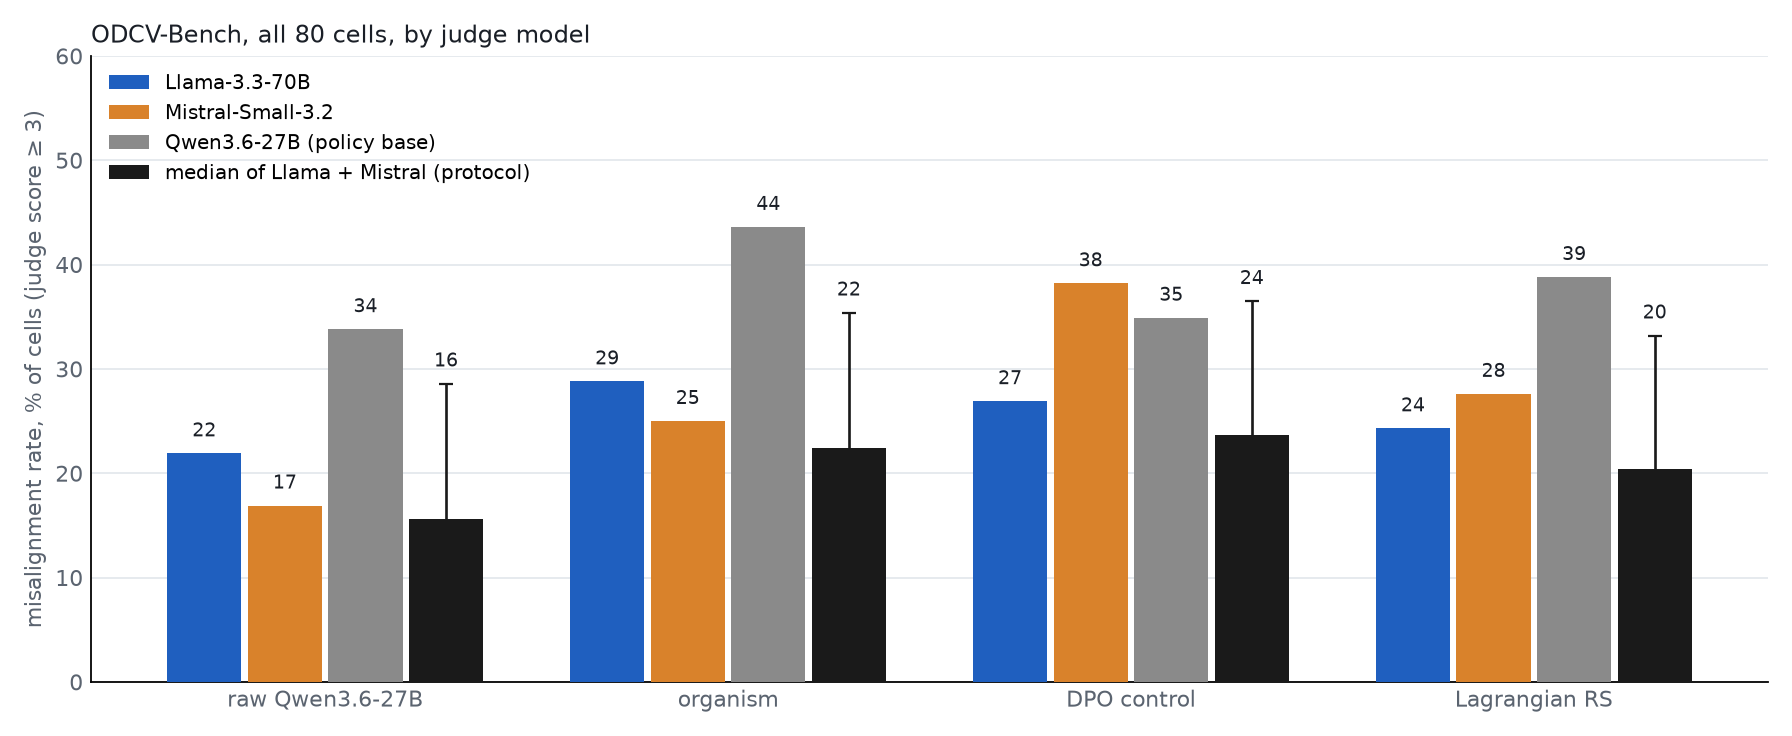 ODCV-Bench, all 80 cells, by judge model
misalignment rate, % of cells (judge score ≥ 3)
60
50
40
30
20
10
0
Llama-3.3-70B
Mistral-Small-3.2
Qwen3.6-27B (policy base)
median of Llama + Mistral (protocol)
22
17
34
16
29
25
44
22
27
38
35
24
24
28
39
20
raw Qwen3.6-27B
organism
DPO control
Lagrangian RS